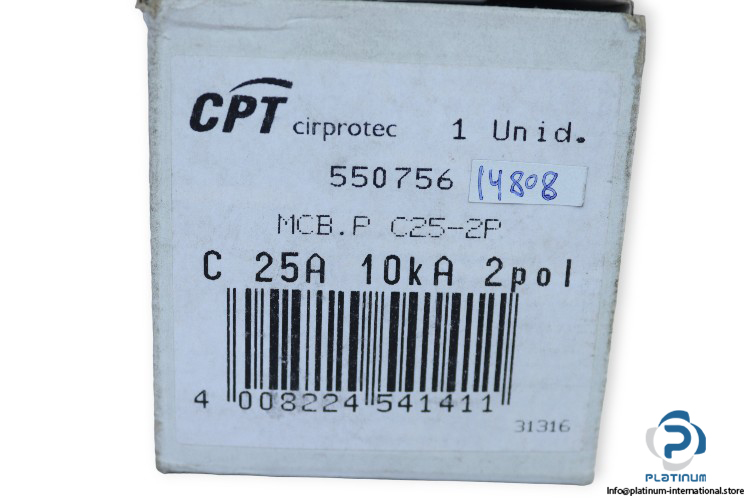 CPT cirprotec 1 Unid.
550756 14808
MCB.P C25-2P
C 25A 10kA 2pol
4 008224 541411
31316
PLATINUM
Info@platinum-international.store